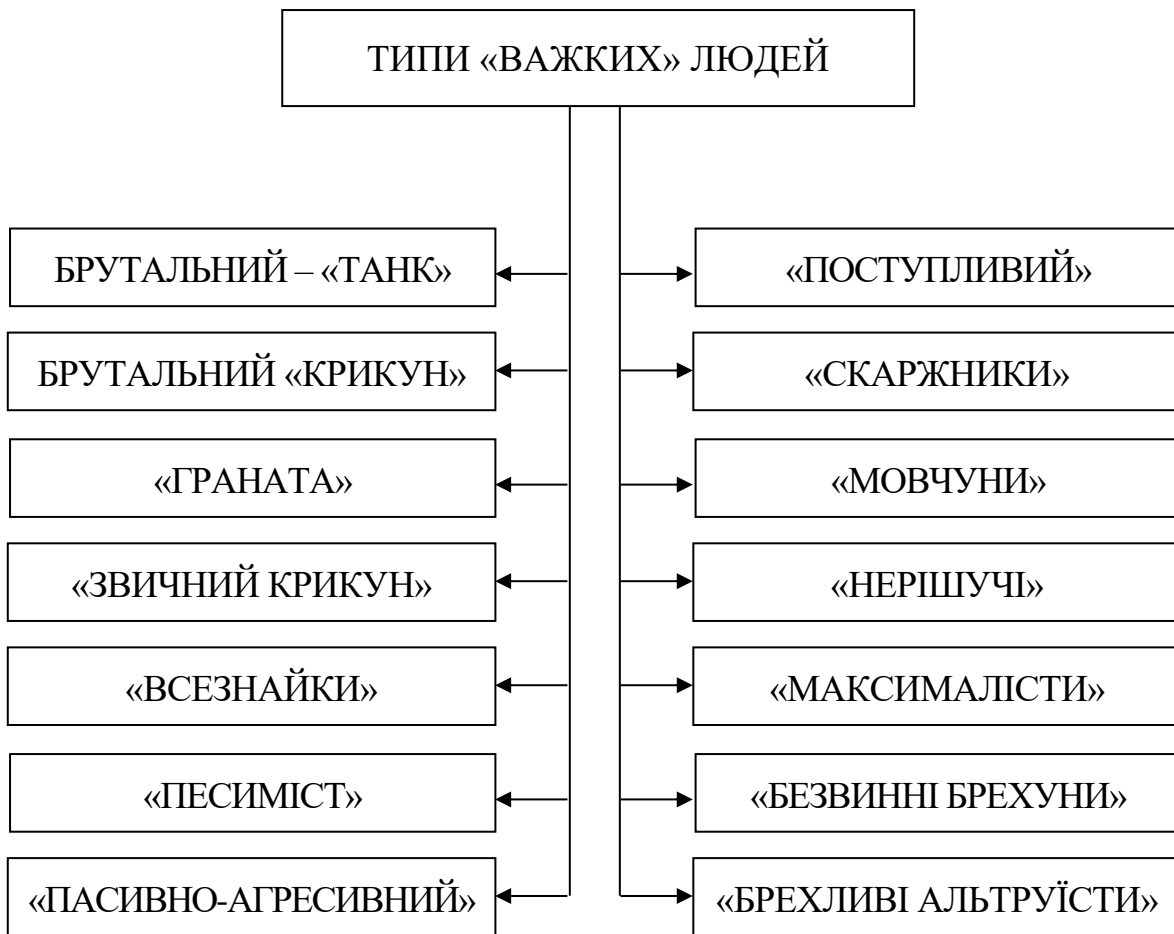 ТИПИ «ВАЖКИХ» ЛЮДЕЙ
БРУТАЛЬНИЙ – «ТАНК»
БРУТАЛЬНИЙ «КРИКУН»
«ГРАНАТА»
«ЗВИЧНИЙ КРИКУН»
«ВСЕЗНАЙКИ»
«ПЕСИМІСТ»
«ПАСИВНО-АГРЕСИВНИЙ»
«ПОСТУПЛИВИЙ»
«СКАРЖНИКИ»
«МОВЧУНИ»
«НЕРІШУЧІ»
«МАКСИМАЛІСТИ»
«БЕЗВИННІ БРЕХУНИ»
«БРЕХЛИВІ АЛЬТРУЇСТИ»